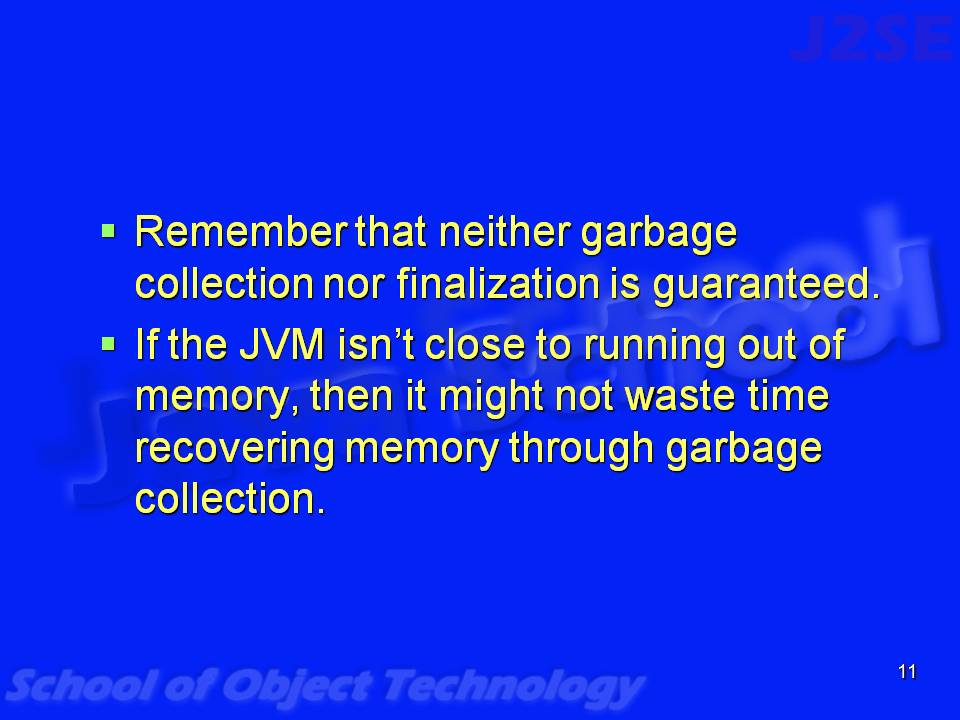 J2SE
▪ Remember that neither garbage
collection nor finalization is guaranteed.
▪ If the JVM isn’t close to running out of
memory, then it might not waste time
recovering memory through garbage
collection.
School of Object Technology
11